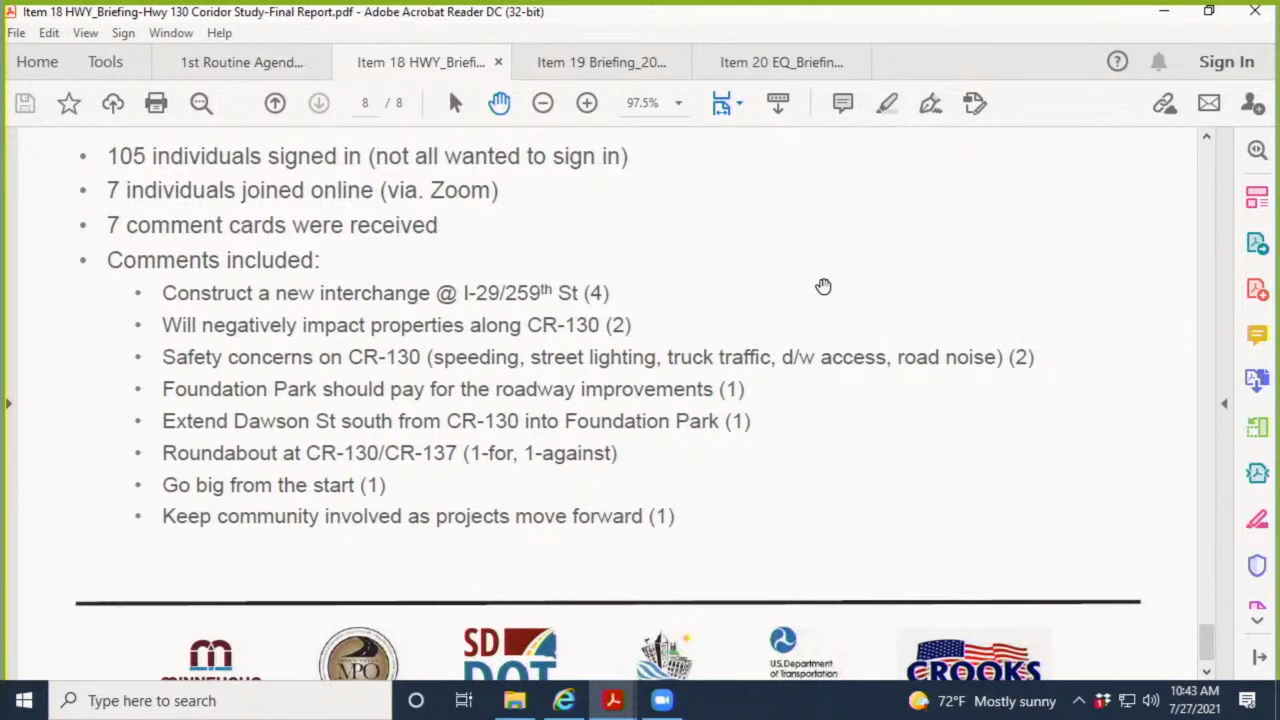 Item 18 HWY_Briefing-Hwy 130 Coridor Study-Final Report.pdf - Adobe Acrobat Reader DC (32-bit)
File Edit View Sign Window Help
Home Tools 1st Routine Agend... Item 18 HWY_Briefi... × Item 19 Briefing_20... Item 20 EQ_Briefin... Sign In
8 / 8 97.5%
• 105 individuals signed in (not all wanted to sign in)
• 7 individuals joined online (via. Zoom)
• 7 comment cards were received
• Comments included:
• Construct a new interchange @ I-29/259th St (4)
• Will negatively impact properties along CR-130 (2)
• Safety concerns on CR-130 (speeding, street lighting, truck traffic, d/w access, road noise) (2)
• Foundation Park should pay for the roadway improvements (1)
• Extend Dawson St south from CR-130 into Foundation Park (1)
• Roundabout at CR-130/CR-137 (1-for, 1-against)
• Go big from the start (1)
• Keep community involved as projects move forward (1)
MPO
SD
DOT
U.S.Department
of Transportation
CROOKS
Type here to search
72°F Mostly sunny
10:43 AM
7/27/2021